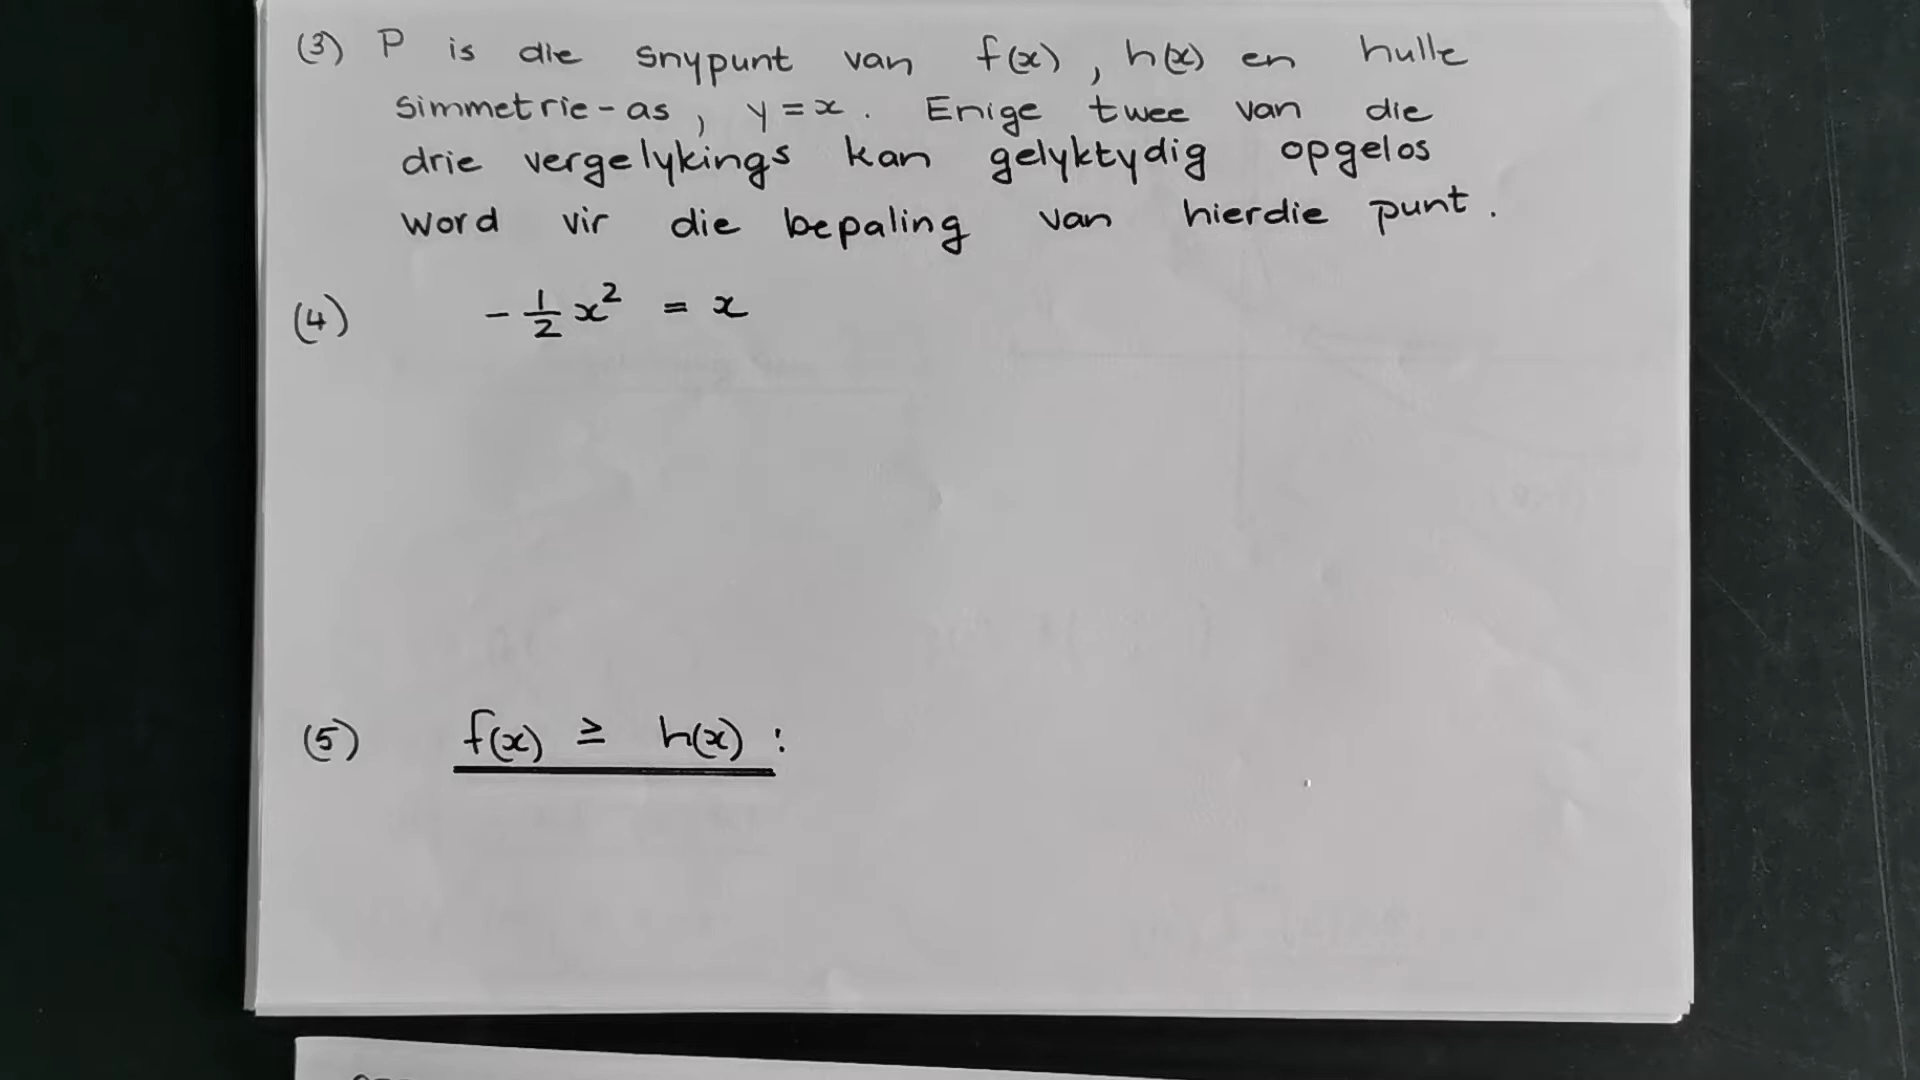 (3) P is die snypunt van f(x), h(x) en hulle
simmetrie-as, y = x. Enige twee van die
drie vergelykings kan gelyktydig opgelos
word vir die bepaling van hierdie punt.
(4) -½x² = x
(5) f(x) ≥ h(x) :